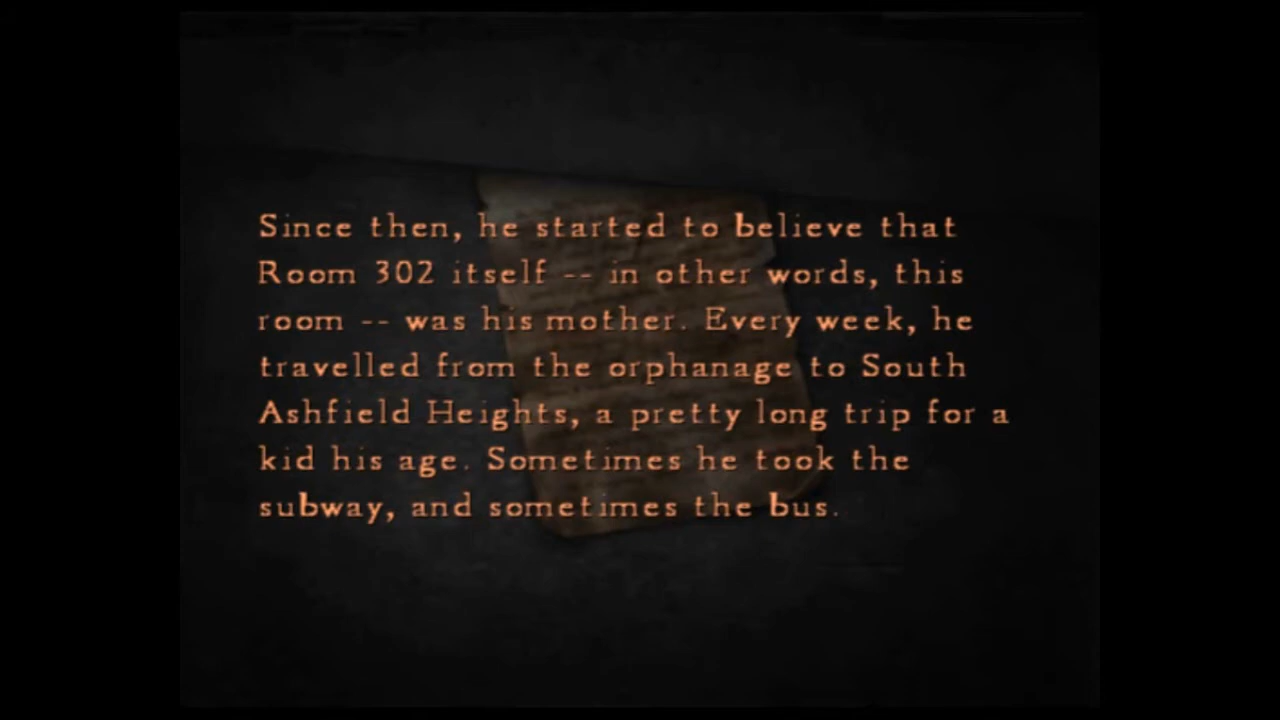 Since then, he started to believe that
Room 302 itself -- in other words, this
room -- was his mother. Every week, he
travelled from the orphanage to South
Ashfield Heights, a pretty long trip for a
kid his age. Sometimes he took the
subway, and sometimes the bus.